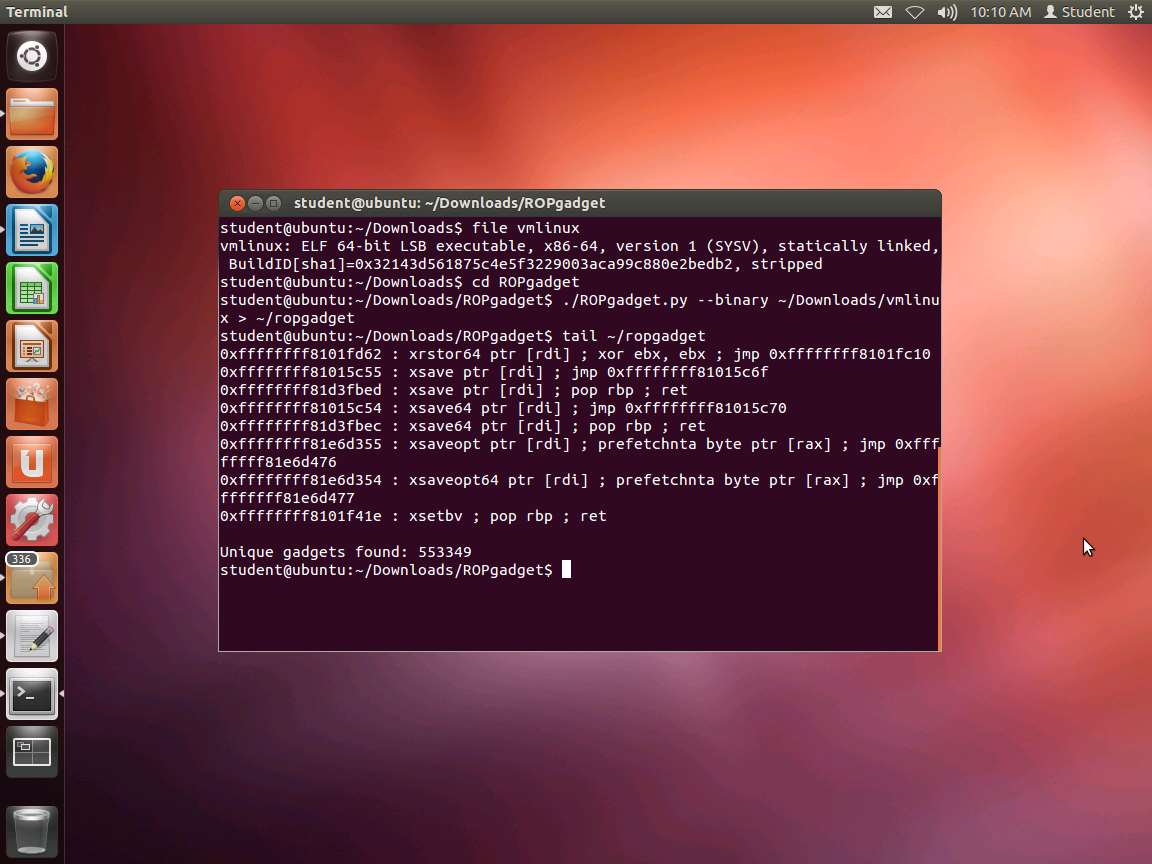 Terminal
10:10 AM
Student
student@ubuntu: ~/Downloads/ROPgadget
student@ubuntu:~/Downloads$ file vmlinux
vmlinux: ELF 64-bit LSB executable, x86-64, version 1 (SYSV), statically linked,
 BuildID[sha1]=0x32143d561875c4e5f3229003aca99c880e2bedb2, stripped
student@ubuntu:~/Downloads$ cd ROPgadget
student@ubuntu:~/Downloads/ROPgadget$ ./ROPgadget.py --binary ~/Downloads/vmlinu
x > ~/ropgadget
student@ubuntu:~/Downloads/ROPgadget$ tail ~/ropgadget
0xffffffff8101fd62 : xrstor64 ptr [rdi] ; xor ebx, ebx ; jmp 0xffffffff8101fc10
0xffffffff81015c55 : xsave ptr [rdi] ; jmp 0xffffffff81015c6f
0xffffffff81d3fbed : xsave ptr [rdi] ; pop rbp ; ret
0xffffffff81015c54 : xsave64 ptr [rdi] ; jmp 0xffffffff81015c70
0xffffffff81d3fbec : xsave64 ptr [rdi] ; pop rbp ; ret
0xffffffff81e6d355 : xsaveopt ptr [rdi] ; prefetchnta byte ptr [rax] ; jmp 0xfff
fffff81e6d476
0xffffffff81e6d354 : xsaveopt64 ptr [rdi] ; prefetchnta byte ptr [rax] ; jmp 0xf
fffffff81e6d477
0xffffffff8101f41e : xsetbv ; pop rbp ; ret
Unique gadgets found: 553349
student@ubuntu:~/Downloads/ROPgadget$
336